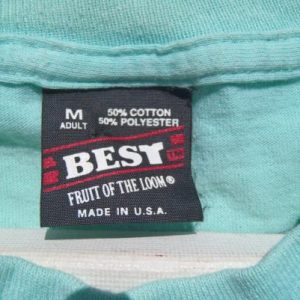 M
ADULT
50% COTTON
50% POLYESTER
BEST
FRUIT OF THE LOOM®
MADE IN U.S.A.